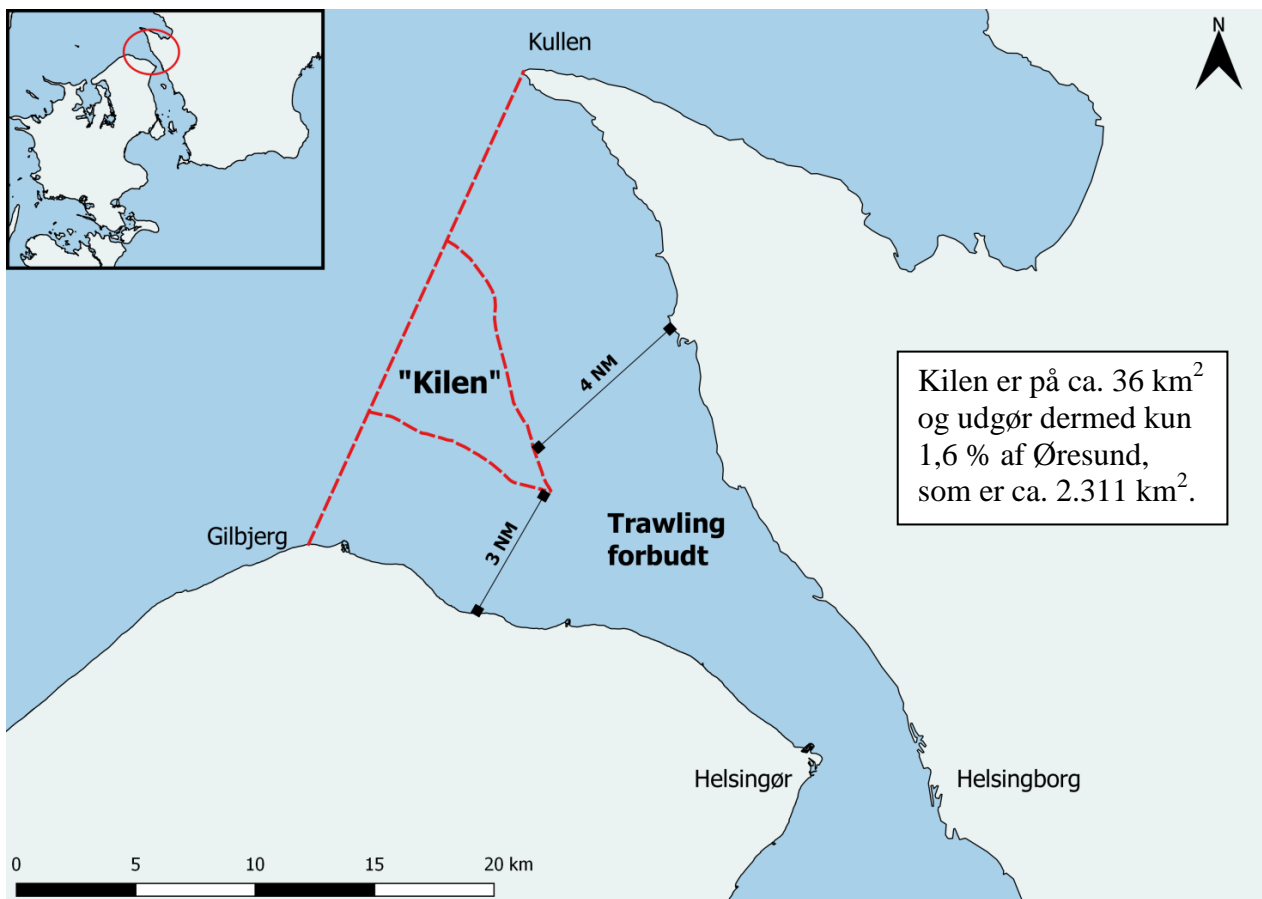 Kullen
N
4 NM
"Kilen"
Kilen er på ca. 36 km²
og udgør dermed kun
1,6 % af Øresund,
som er ca. 2.311 km².
Gilbjerg
3 NM
Trawling
forbudt
Helsingør
Helsingborg
0 5 10 15 20 km